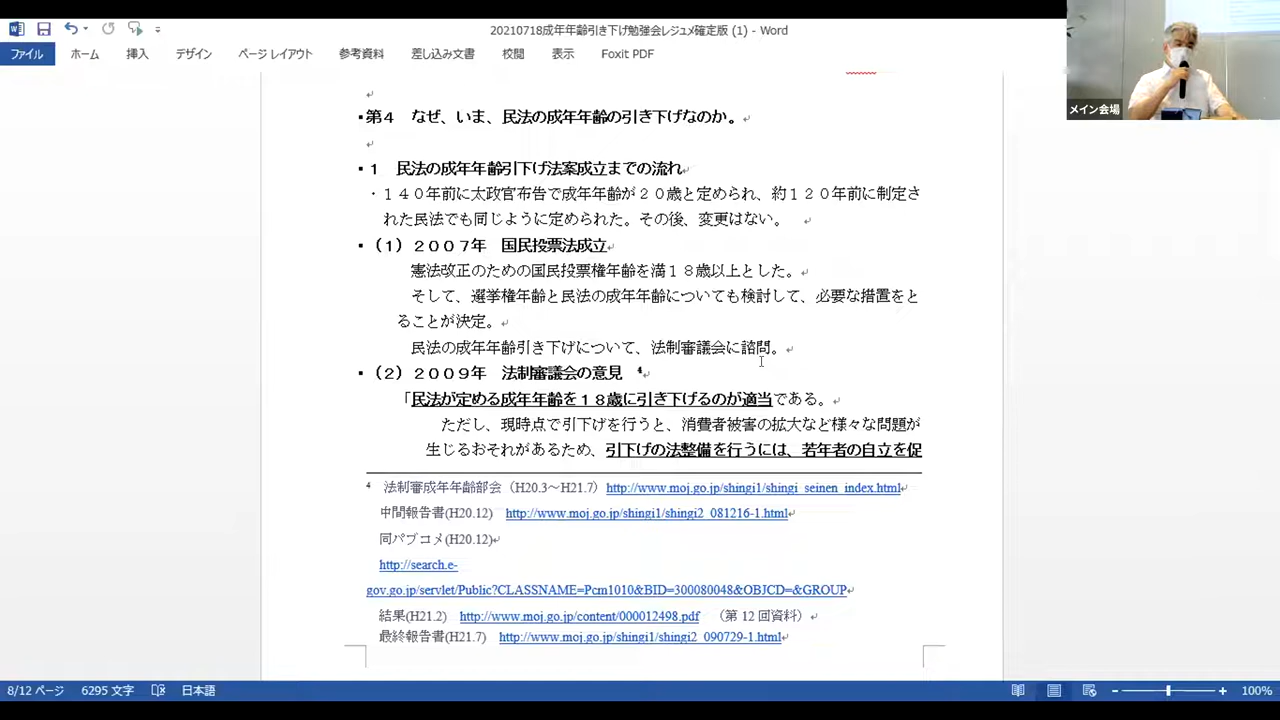 20210718成年年齢引き下げ勉強会レジュメ確定版 (1) - Word
ファイル ホーム 挿入 デザイン ページ レイアウト 参考資料 差し込み文書 校閲 表示 Foxit PDF
メイン会場
第４　なぜ、いま、民法の成年年齢の引き下げなのか。
１　民法の成年年齢引下げ法案成立までの流れ
・１４０年前に太政官布告で成年年齢が２０歳と定められ、約１２０年前に制定さ
れた民法でも同じように定められた。その後、変更はない。
（１）２００７年　国民投票法成立
憲法改正のための国民投票権年齢を満１８歳以上とした。
そして、選挙権年齢と民法の成年年齢についても検討して、必要な措置をと
ることが決定。
民法の成年年齢引き下げについて、法制審議会に諮問。
（２）２００９年　法制審議会の意見　4
「民法が定める成年年齢を１８歳に引き下げるのが適当である。
ただし、現時点で引下げを行うと、消費者被害の拡大など様々な問題が
生じるおそれがあるため、引下げの法整備を行うには、若年者の自立を促
4　法制審成年年齢部会（H20.3～H21.7）http://www.moj.go.jp/shingi1/shingi_seinen_index.html
中間報告書(H20.12)　http://www.moj.go.jp/shingi1/shingi2_081216-1.html
同パブコメ(H20.12)
http://search.e-
gov.go.jp/servlet/Public?CLASSNAME=Pcm1010&BID=300080048&OBJCD=&GROUP
結果(H21.2)　http://www.moj.go.jp/content/000012498.pdf　（第 12 回資料）
最終報告書(H21.7)　http://www.moj.go.jp/shingi1/shingi2_090729-1.html
8/12 ページ 6295 文字 日本語 100%